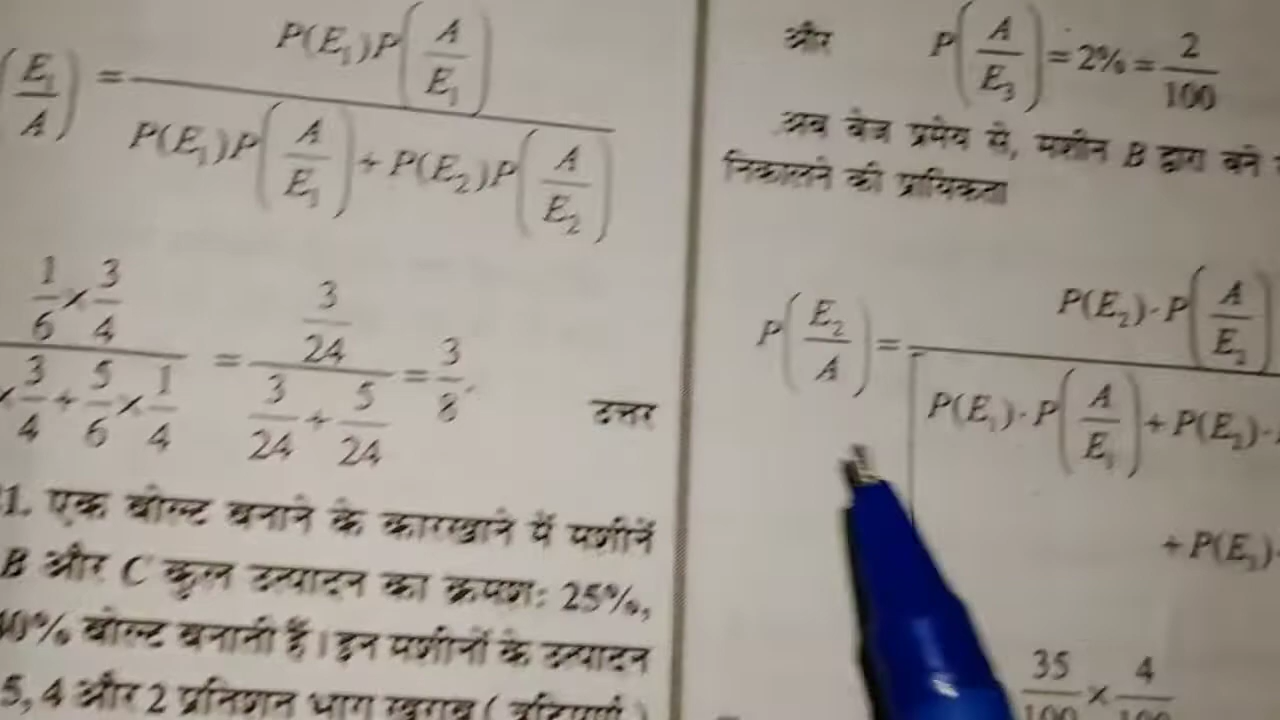 (E₁/A) = P(E₁)P(A/E₁) / P(E₁)P(A/E₁) + P(E₂)P(A/E₂)
1/6 × 3/4 / × 3/4 + 5/6 × 1/4 = 3/24 / 3/24 + 5/24 = 3/8. उत्तर
1. एक बोल्ट बनाने के कारखाने में मशीनें
B और C कुल उत्पादन का क्रमशः 25%,
40% बोल्ट बनाती हैं। इन मशीनों के उत्पादन
5, 4 और 2 प्रतिशत भाग खराब ( त्रुटिपूर्ण )
और P(A/E₃) = 2% = 2/100
अब बेज प्रमेय से, मशीन B द्वारा बने
निकालने की प्रायिकता
P(E₂/A) = P(E₂)·P(A/E₂) / P(E₁)·P(A/E₁) + P(E₂)·
+ P(E₃)·
35/100 × 4/100